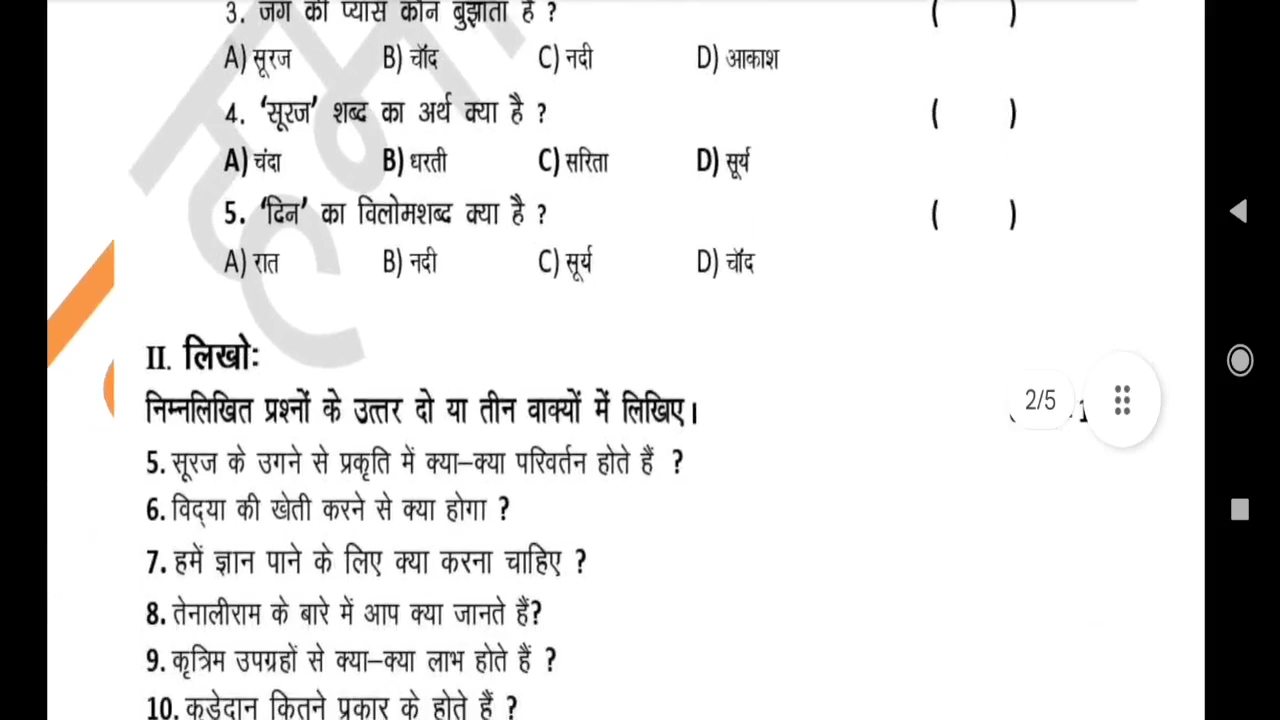 3. जग की प्यास कौन बुझाता है ? ( )
A) सूरज B) चाँद C) नदी D) आकाश
4. ‘सूरज’ शब्द का अर्थ क्या है ? ( )
A) चंदा B) धरती C) सरिता D) सूर्य
5. ‘दिन’ का विलोमशब्द क्या है ? ( )
A) रात B) नदी C) सूर्य D) चाँद
II. लिखोः
निम्नलिखित प्रश्नों के उत्तर दो या तीन वाक्यों में लिखिए।
2/5
5. सूरज के उगने से प्रकृति में क्या–क्या परिवर्तन होते हैं ?
6. विद्‌या की खेती करने से क्या होगा ?
7. हमें ज्ञान पाने के लिए क्या करना चाहिए ?
8. तेनालीराम के बारे में आप क्या जानते हैं?
9. कृत्रिम उपग्रहों से क्या–क्या लाभ होते हैं ?
10. कूड़ेदान कितने प्रकार के होते हैं ?